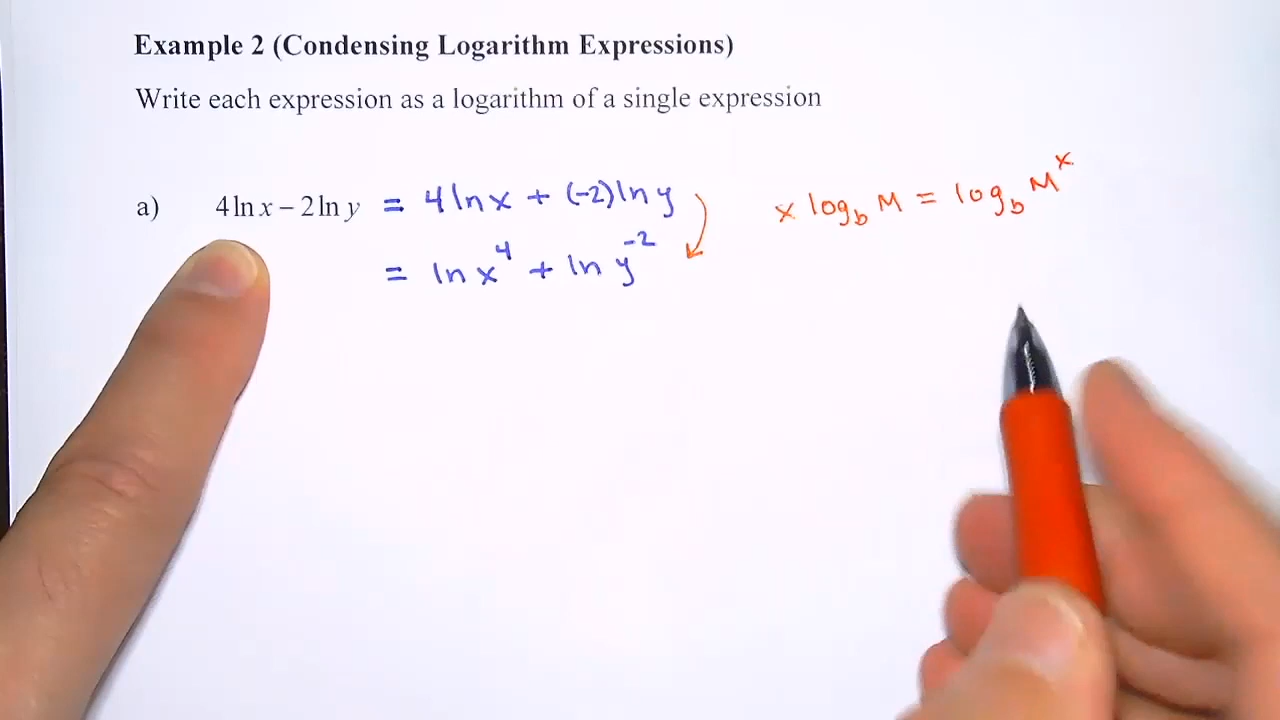 Example 2 (Condensing Logarithm Expressions)
Write each expression as a logarithm of a single expression
a) 4 ln x − 2 ln y = 4 ln x + (-2) ln y x log_b M = log_b M^x
= ln x^4 + ln y^-2